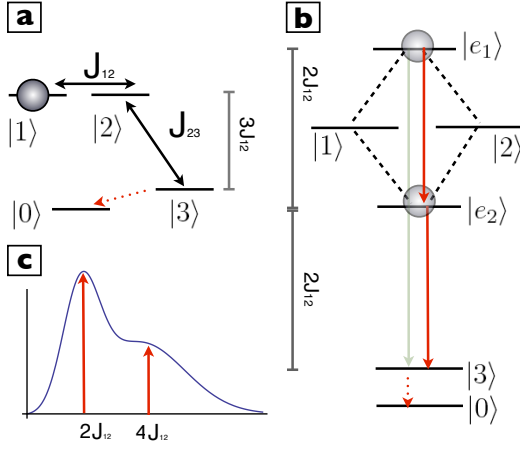 a
J₁₂
|1⟩
|2⟩
J₂₃
3J₁₂
|0⟩
|3⟩
b
|e₁⟩
2J₁₂
|1⟩
|2⟩
|e₂⟩
2J₁₂
|3⟩
|0⟩
c
2J₁₂
4J₁₂